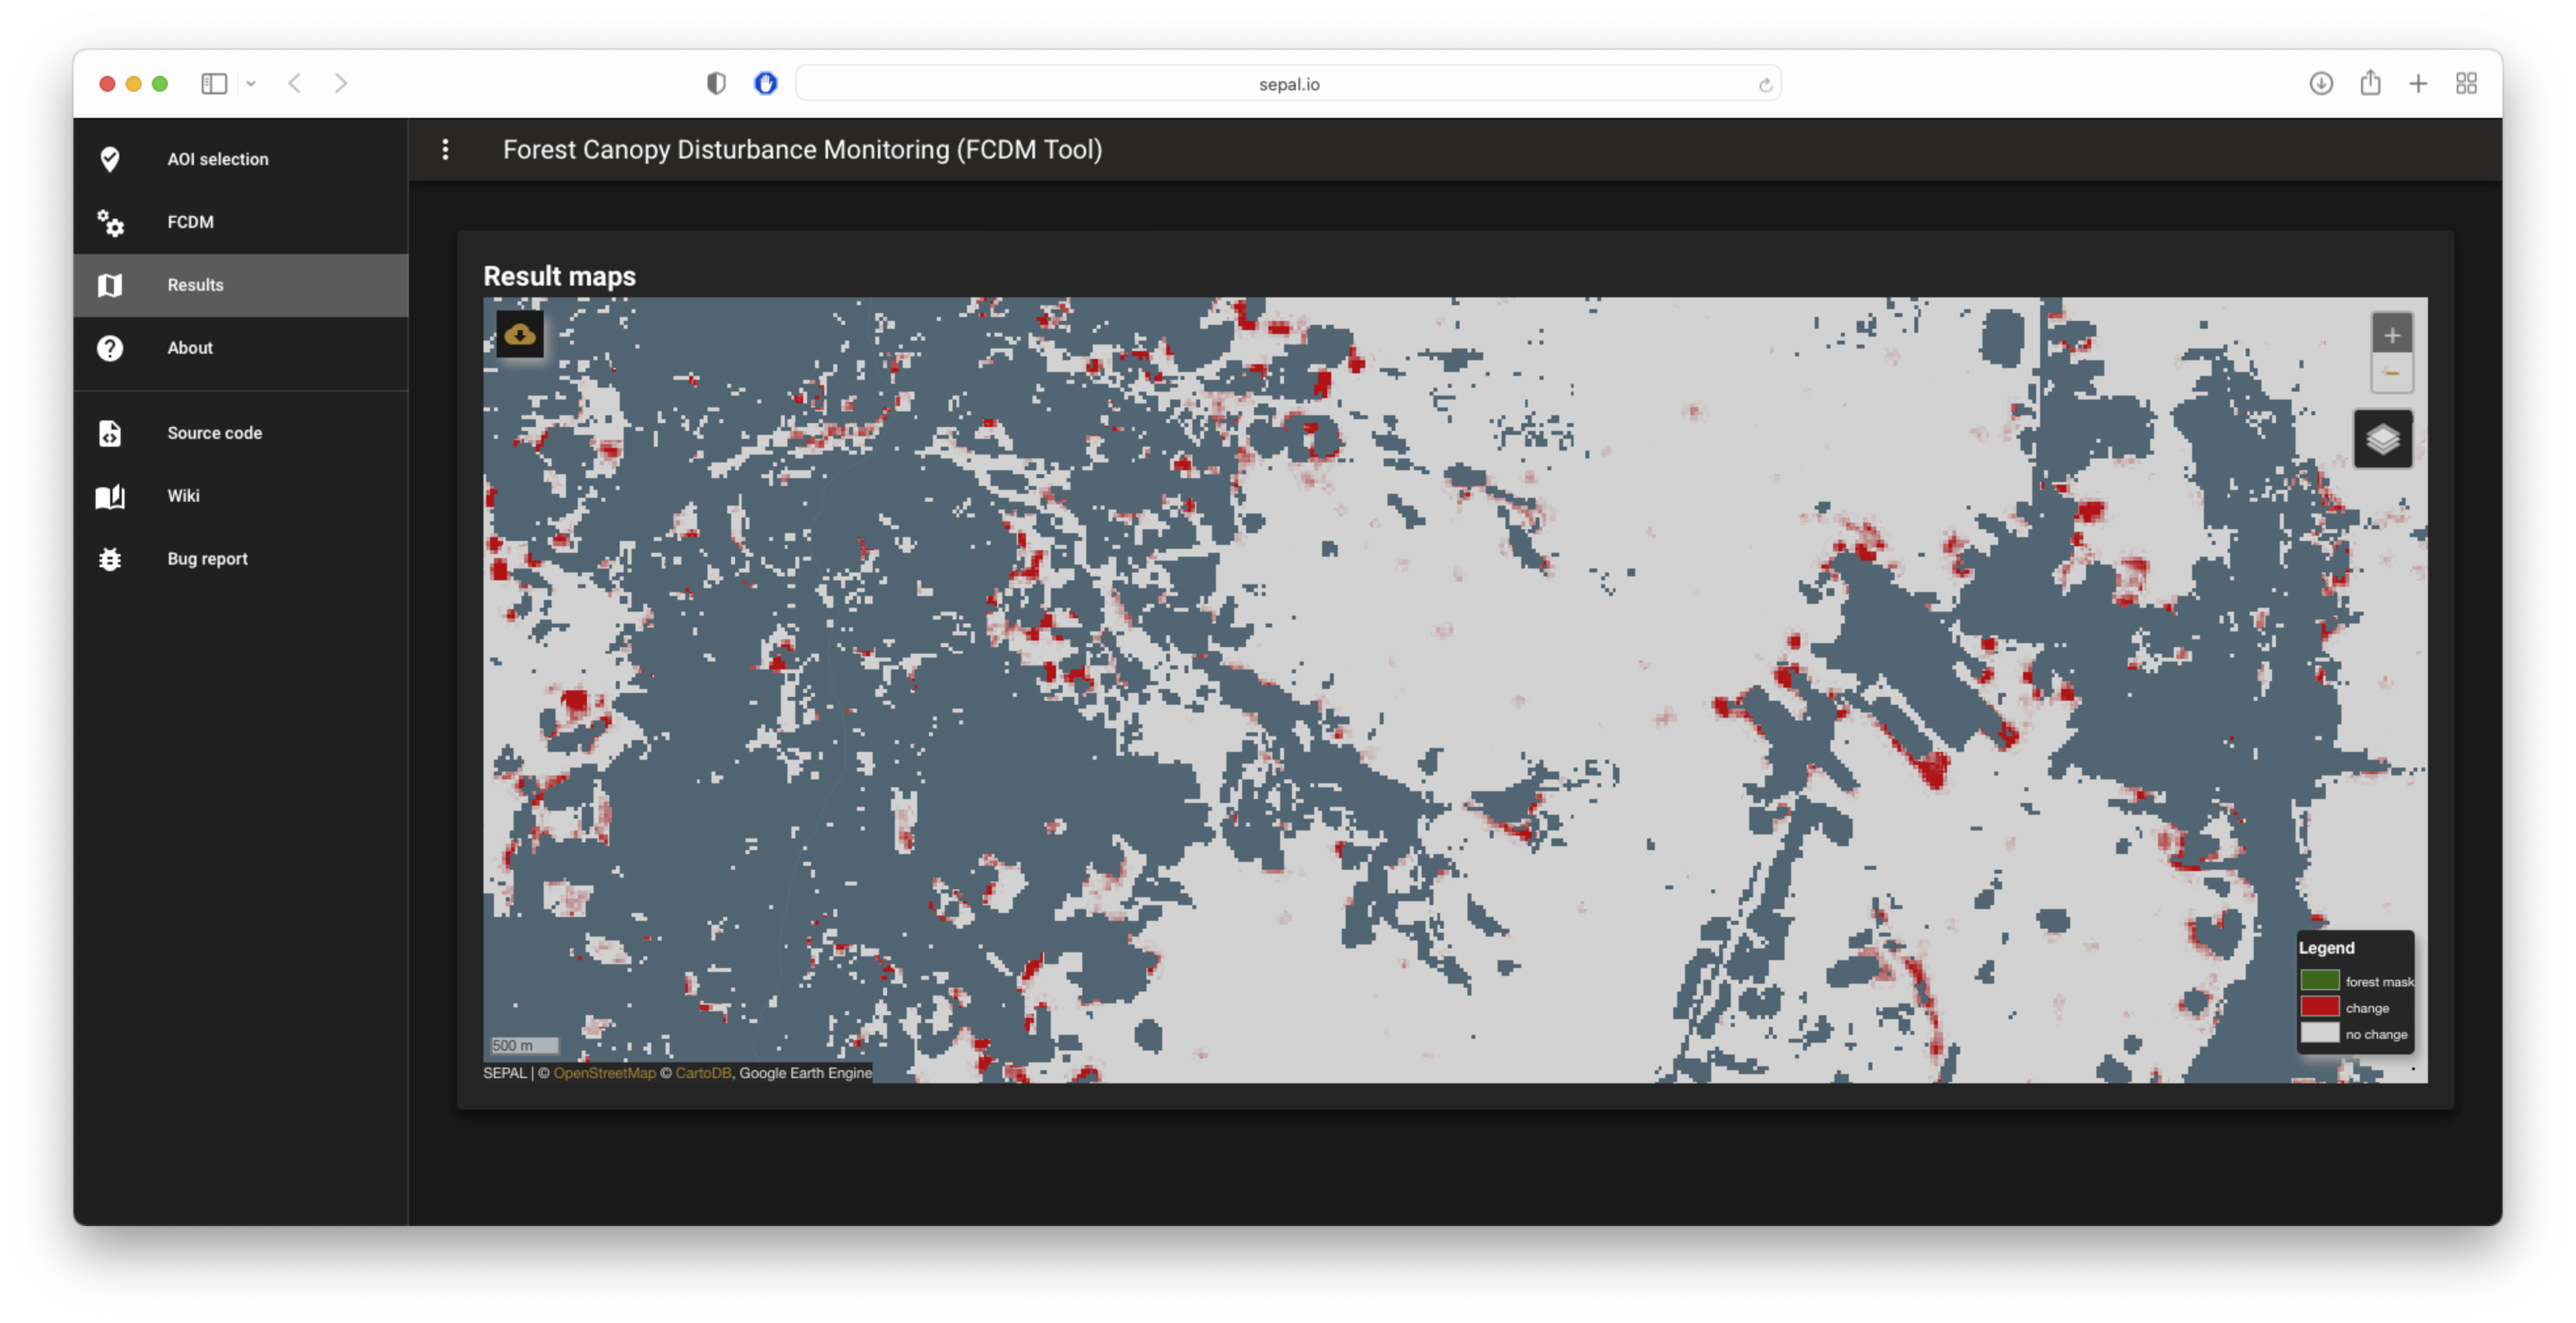 sepal.io
AOI selection
FCDM
Results
About
Source code
Wiki
Bug report
Forest Canopy Disturbance Monitoring (FCDM Tool)
Result maps
+
−
Legend
forest mask
change
no change
500 m
SEPAL | © OpenStreetMap © CartoDB, Google Earth Engine